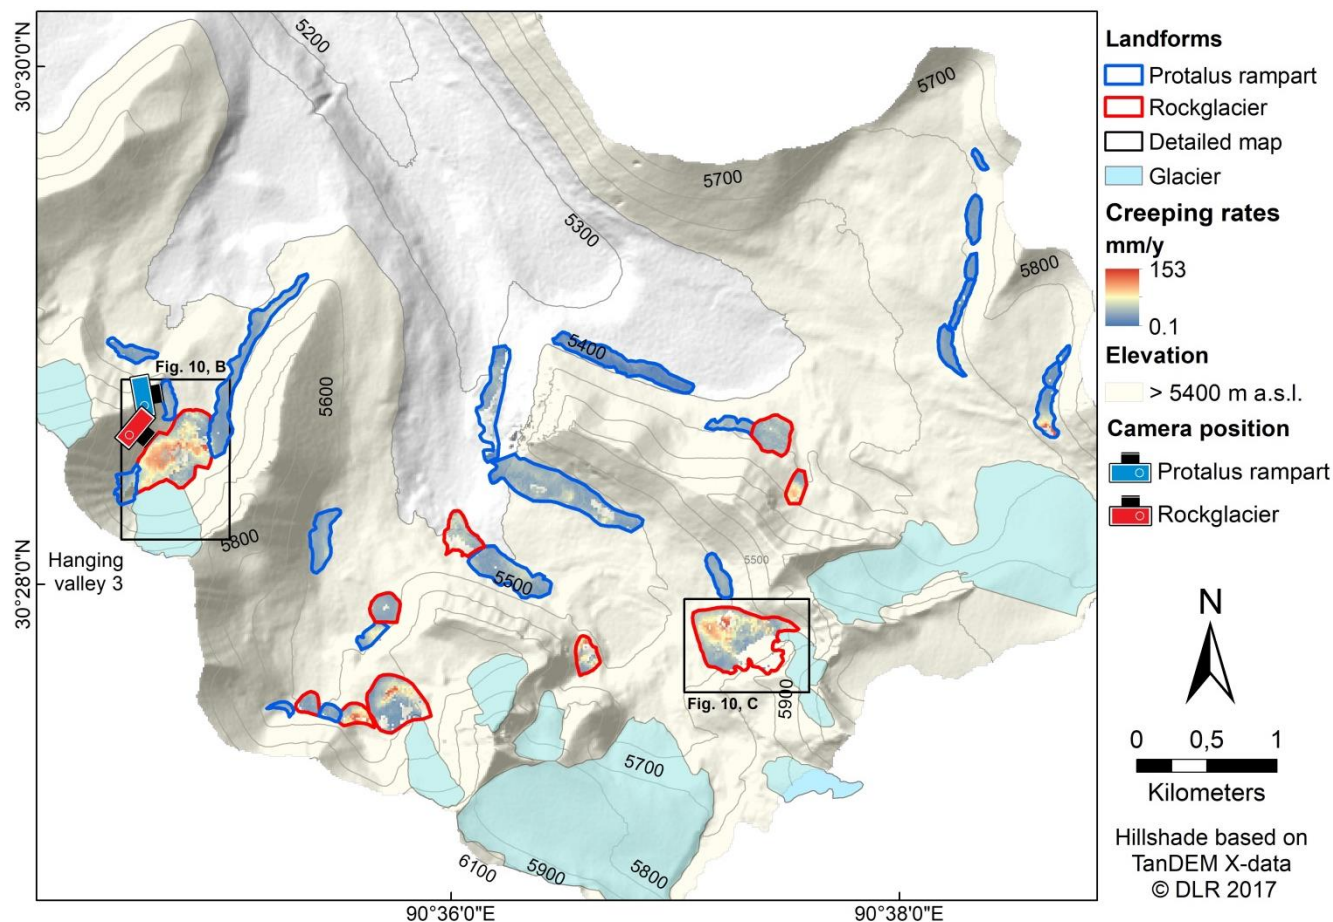 5200
5700
5700
5300
5800
30°30'0"N
5400
Fig. 10, B
5600
5800
Hanging
valley 3
5500
5500
30°28'0"N
Fig. 10, C
5900
5700
6100
5900
5800
90°36'0"E
90°38'0"E
Landforms
Protalus rampart
Rockglacier
Detailed map
Glacier
Creeping rates
mm/y
153
0.1
Elevation
> 5400 m a.s.l.
Camera position
Protalus rampart
Rockglacier
N
0 0,5 1
Kilometers
Hillshade based on
TanDEM X-data
© DLR 2017